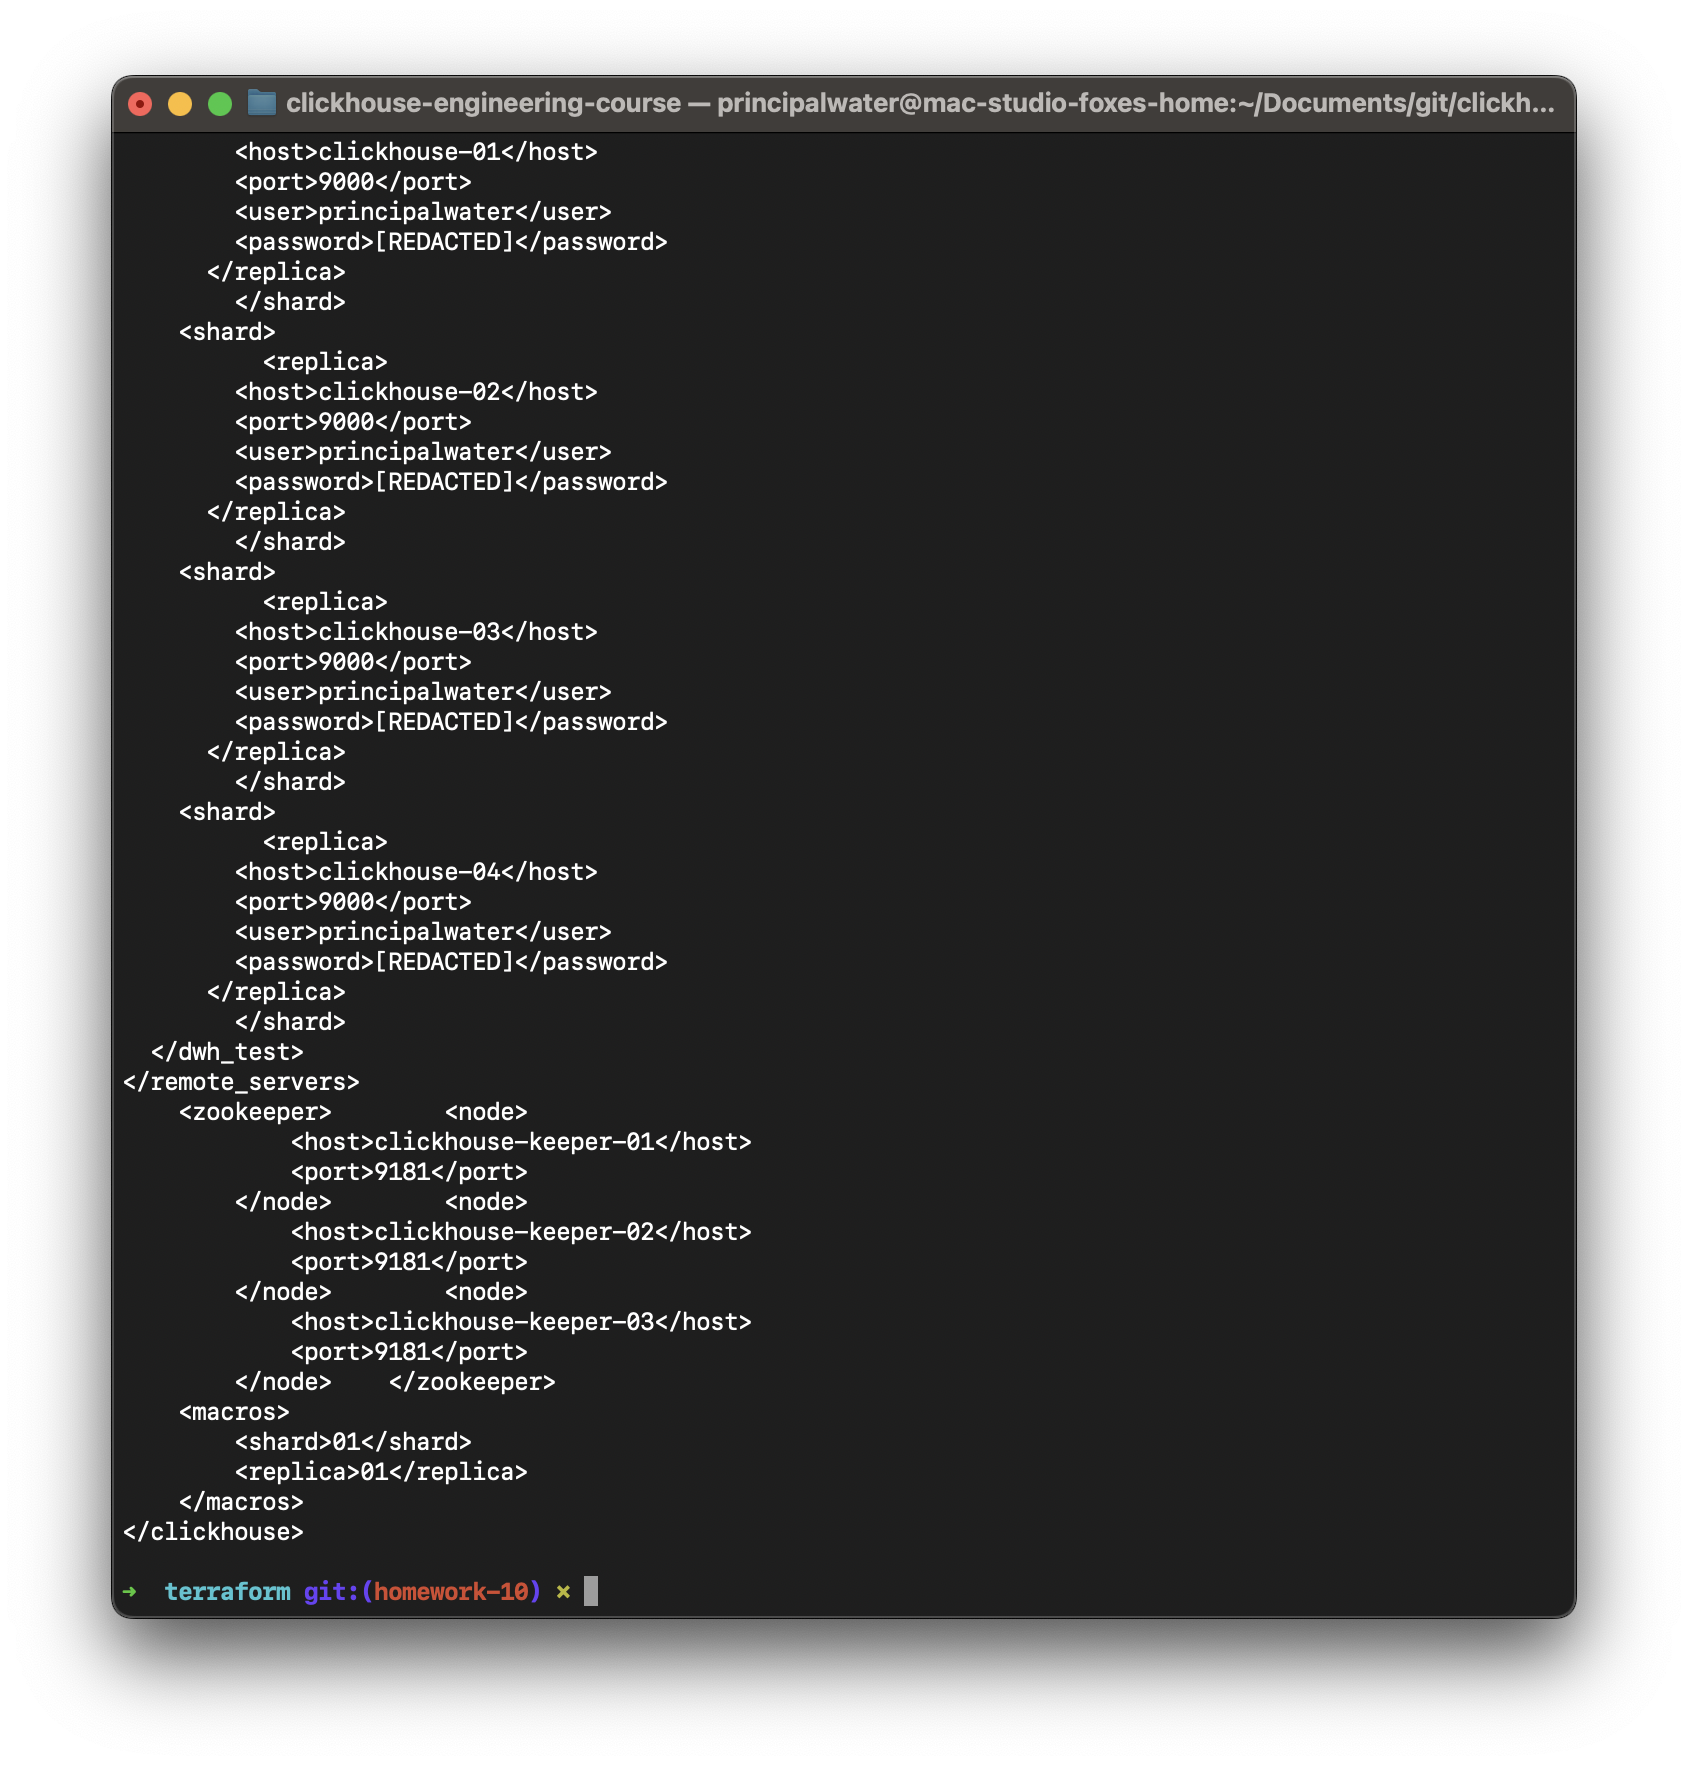 clickhouse-engineering-course — principalwater@mac-studio-foxes-home:~/Documents/git/clickh...
        <host>clickhouse-01</host>
        <port>9000</port>
        <user>principalwater</user>
        <password>[REDACTED]</password>
      </replica>
        </shard>
    <shard>
          <replica>
        <host>clickhouse-02</host>
        <port>9000</port>
        <user>principalwater</user>
        <password>[REDACTED]</password>
      </replica>
        </shard>
    <shard>
          <replica>
        <host>clickhouse-03</host>
        <port>9000</port>
        <user>principalwater</user>
        <password>[REDACTED]</password>
      </replica>
        </shard>
    <shard>
          <replica>
        <host>clickhouse-04</host>
        <port>9000</port>
        <user>principalwater</user>
        <password>[REDACTED]</password>
      </replica>
        </shard>
  </dwh_test>
</remote_servers>
    <zookeeper>        <node>
            <host>clickhouse-keeper-01</host>
            <port>9181</port>
        </node>        <node>
            <host>clickhouse-keeper-02</host>
            <port>9181</port>
        </node>        <node>
            <host>clickhouse-keeper-03</host>
            <port>9181</port>
        </node>    </zookeeper>
    <macros>
        <shard>01</shard>
        <replica>01</replica>
    </macros>
</clickhouse>
→  terraform git:(homework-10) ×